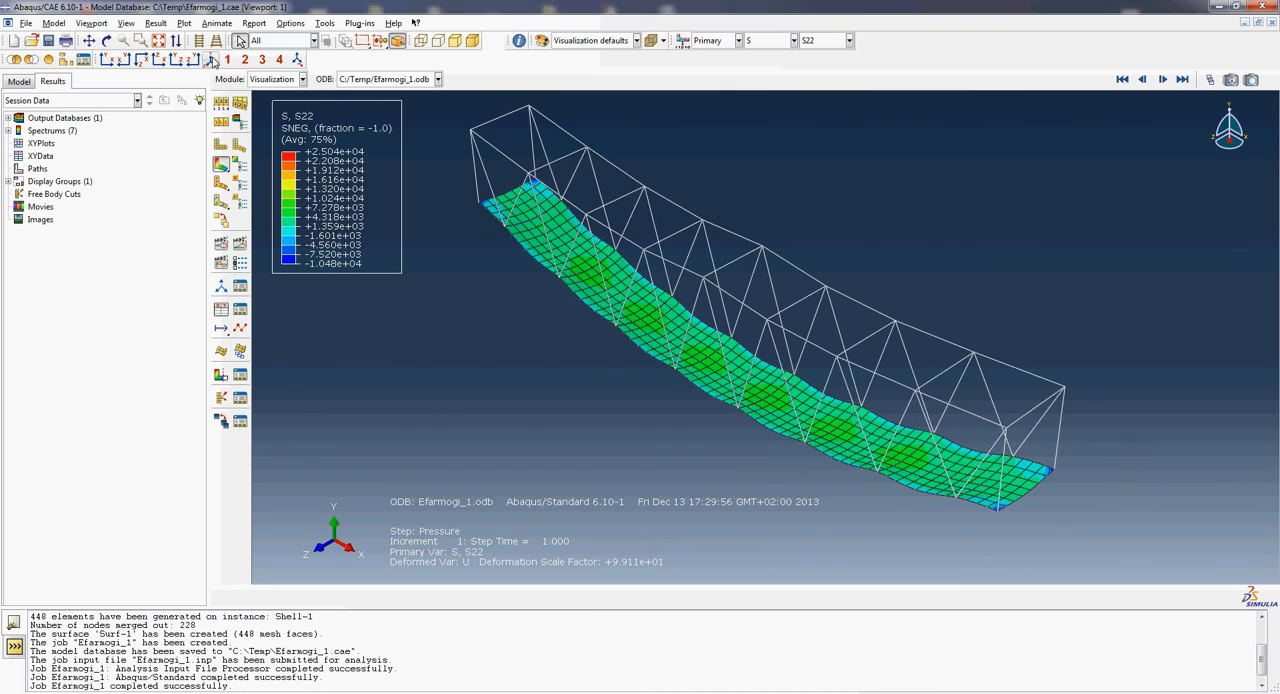 Abaqus/CAE 6.10-1 - Model Database: C:\Temp\Efarmogi_1.cae [Viewport: 1]
File Model Viewport View Result Plot Animate Report Options Tools Plug-ins Help
All Visualization defaults Primary S S22
1 2 3 4
Model Results Module: Visualization ODB: C:/Temp/Efarmogi_1.odb
Session Data
Output Databases (1)
Spectrums (7)
XYPlots
XYData
Paths
Display Groups (1)
Free Body Cuts
Movies
Images
S, S22
SNEG, (fraction = -1.0)
(Avg: 75%)
+2.504e+04
+2.208e+04
+1.912e+04
+1.616e+04
+1.320e+04
+1.024e+04
+7.278e+03
+4.318e+03
+1.359e+03
-1.601e+03
-4.560e+03
-7.520e+03
-1.048e+04
Y
Z X
Y
Z X
ODB: Efarmogi_1.odb Abaqus/Standard 6.10-1 Fri Dec 13 17:29:56 GMT+02:00 2013
Step: Pressure
Increment 1: Step Time = 1.000
Primary Var: S, S22
Deformed Var: U Deformation Scale Factor: +9.911e+01
SIMULIA
448 elements have been generated on instance: Shell-1
Number of nodes merged out: 228
The surface 'Surf-1' has been created (448 mesh faces).
The job "Efarmogi_1" has been created.
The model database has been saved to "C:\Temp\Efarmogi_1.cae".
The job input file "Efarmogi_1.inp" has been submitted for analysis.
Job Efarmogi_1: Analysis Input File Processor completed successfully.
Job Efarmogi_1: Abaqus/Standard completed successfully.
Job Efarmogi_1 completed successfully.